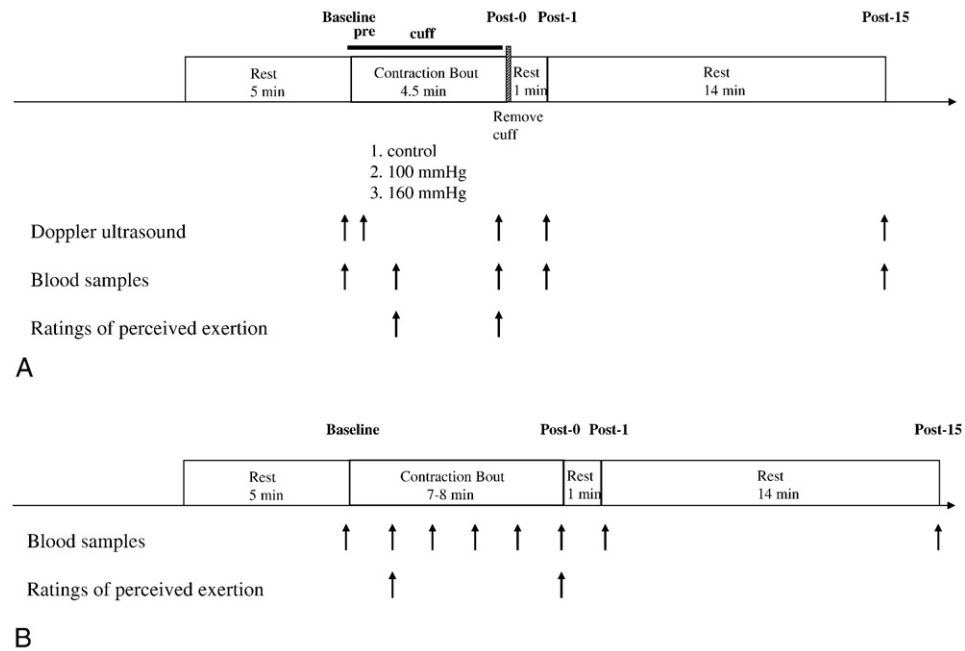 Baseline Post-0 Post-1 Post-15
pre cuff
Rest Contraction Bout Rest Rest
5 min 4.5 min 1 min 14 min
Remove
cuff
1. control
2. 100 mmHg
3. 160 mmHg
Doppler ultrasound
Blood samples
Ratings of perceived exertion
A
Baseline Post-0 Post-1 Post-15
Rest Contraction Bout Rest Rest
5 min 7-8 min 1 min 14 min
Blood samples
Ratings of perceived exertion
B